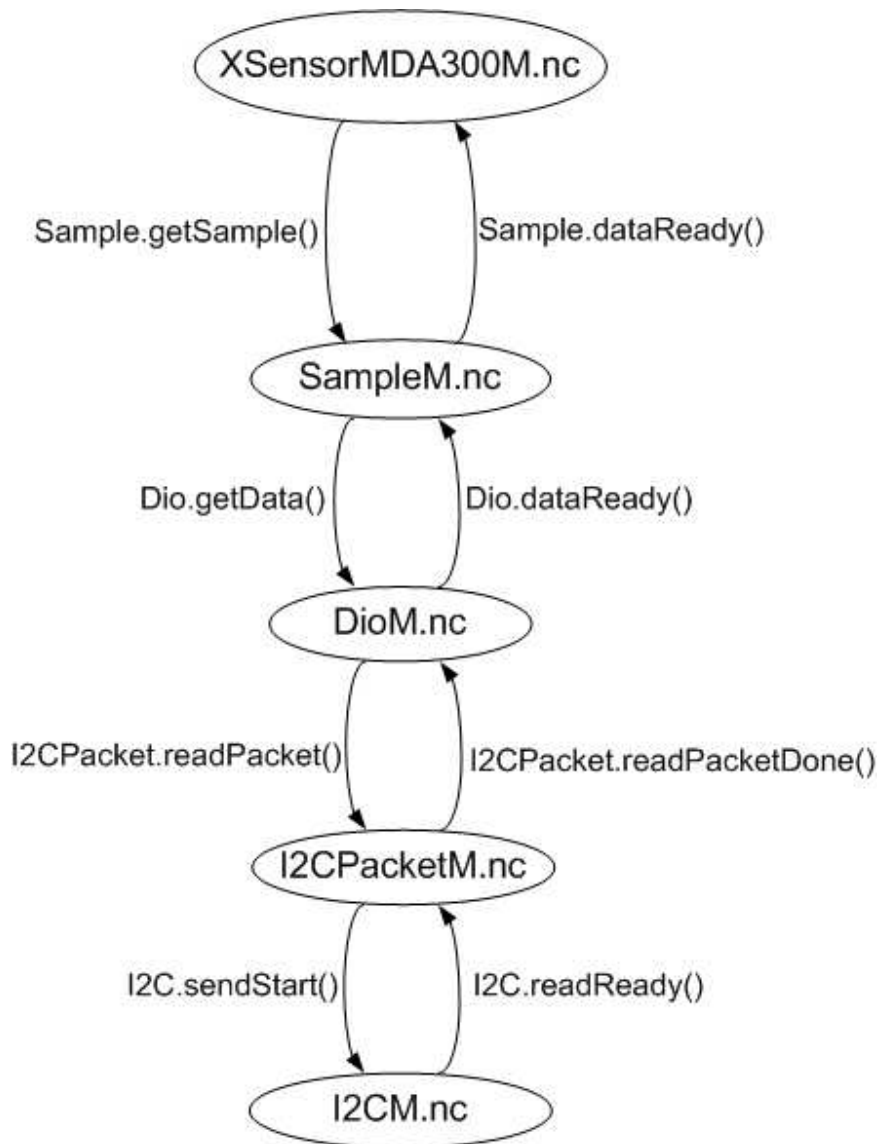 XSensorMDA300M.nc
Sample.getSample()
Sample.dataReady()
SampleM.nc
Dio.getData()
Dio.dataReady()
DioM.nc
I2CPacket.readPacket()
I2CPacket.readPacketDone()
I2CPacketM.nc
I2C.sendStart()
I2C.readReady()
I2CM.nc